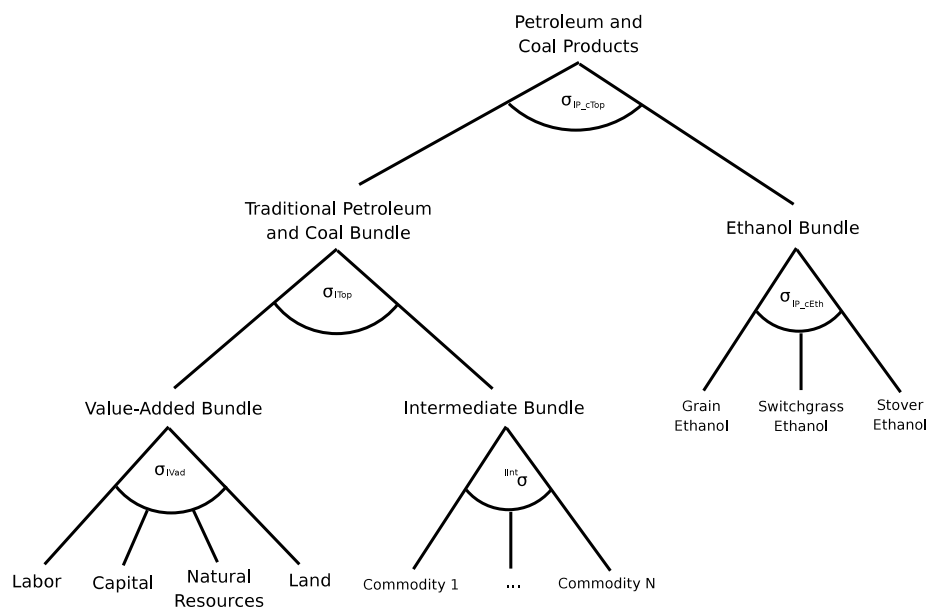 Petroleum and
Coal Products
σIP_cTop
Traditional Petroleum
and Coal Bundle
Ethanol Bundle
σITop
σIP_cEth
Value-Added Bundle
Intermediate Bundle
Grain
Ethanol
Switchgrass
Ethanol
Stover
Ethanol
σIVad
IIntσ
Labor
Capital
Natural
Resources
Land
Commodity 1
...
Commodity N